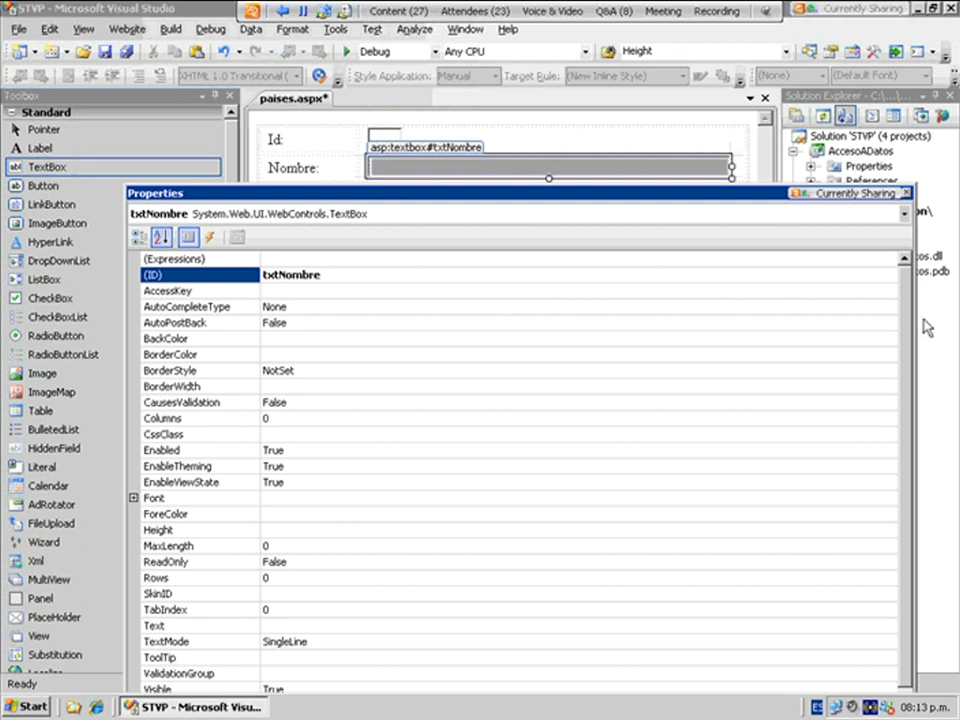 STVP - Microsoft Visual Studio
Content (27)
Attendees (23)
Voice & Video
Q&A (8)
Meeting
Recording
Currently Sharing
File Edit View Website Build Debug Data Format Tools Test Analyze Window Help
Debug
Any CPU
Height
XHTML 1.0 Transitional (
Style Application: Manual
Target Rule: (New Inline Style)
(None)
(Default Font)
Toolbox
paises.aspx*
Solution Explorer - C:\...
Standard
Pointer
Label
TextBox
Button
LinkButton
ImageButton
HyperLink
DropDownList
ListBox
CheckBox
CheckBoxList
RadioButton
RadioButtonList
Image
ImageMap
Table
BulletedList
HiddenField
Literal
Calendar
AdRotator
FileUpload
Wizard
Xml
MultiView
Panel
PlaceHolder
View
Substitution
Id:
asp:textbox#txtNombre
Nombre:
Solution 'STVP' (4 projects)
AccesoADatos
Properties
References
on\
os.dll
os.pdb
Properties
Currently Sharing
txtNombre System.Web.UI.WebControls.TextBox
(Expressions)
(ID) txtNombre
AccessKey
AutoCompleteType None
AutoPostBack False
BackColor
BorderColor
BorderStyle NotSet
BorderWidth
CausesValidation False
Columns 0
CssClass
Enabled True
EnableTheming True
EnableViewState True
Font
ForeColor
Height
MaxLength 0
ReadOnly False
Rows 0
SkinID
TabIndex 0
Text
TextMode SingleLine
ToolTip
ValidationGroup
Visible True
Ready
Start
STVP - Microsoft Visu...
ES
08:13 p.m.